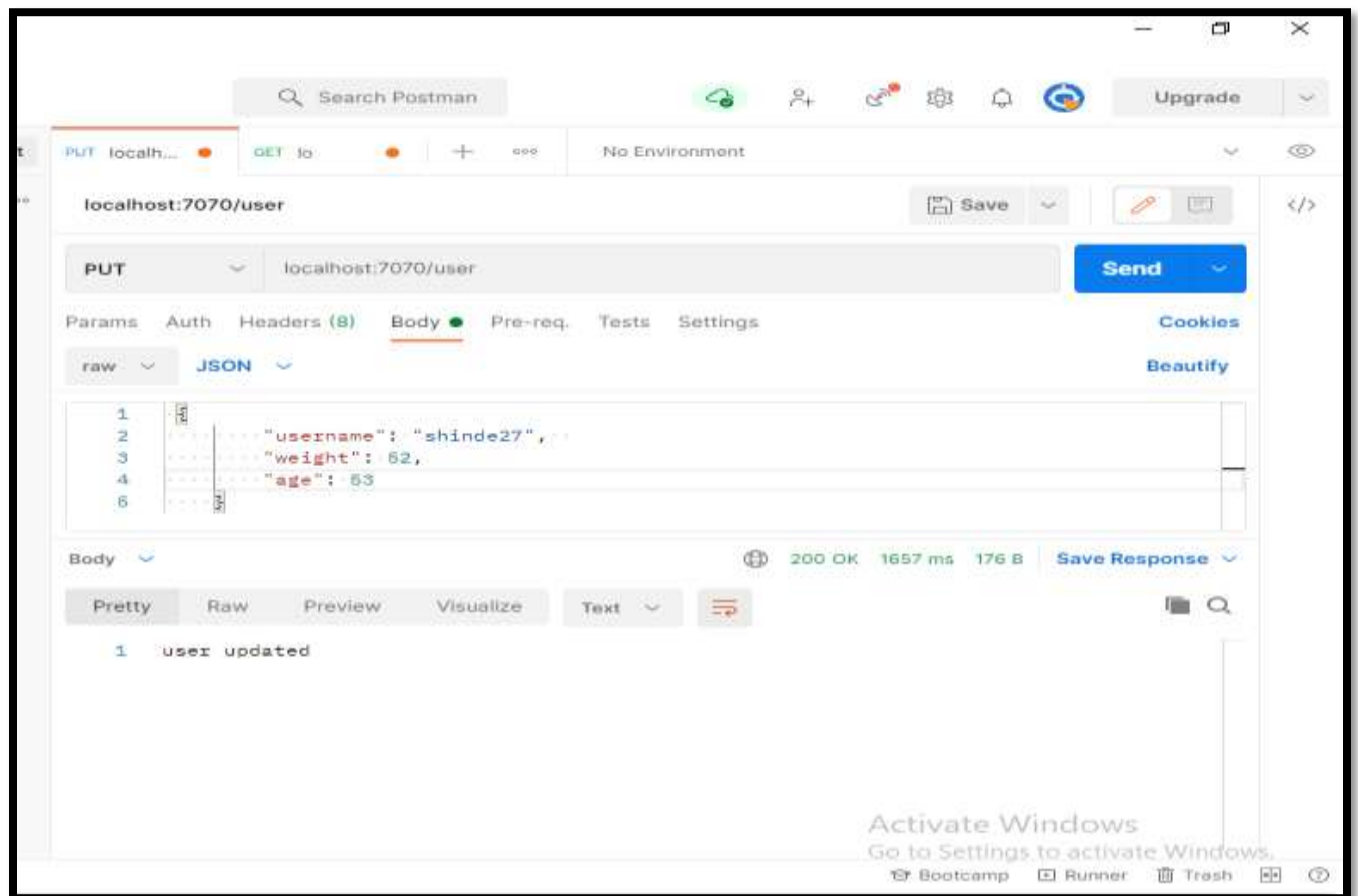 Search Postman
Upgrade
t PUT localh... GET lo No Environment
localhost:7070/user
Save
</>
PUT localhost:7070/user Send
Params Auth Headers (8) Body Pre-req. Tests Settings Cookies
raw JSON Beautify
1 {
2 "username": "shinde27",
3 "weight": 52,
4 "age": 53
5 }
Body 200 OK 1657 ms 176 B Save Response
Pretty Raw Preview Visualize Text
1 user updated
Activate Windows
Go to Settings to activate Windows.
Bootcamp Runner Trash